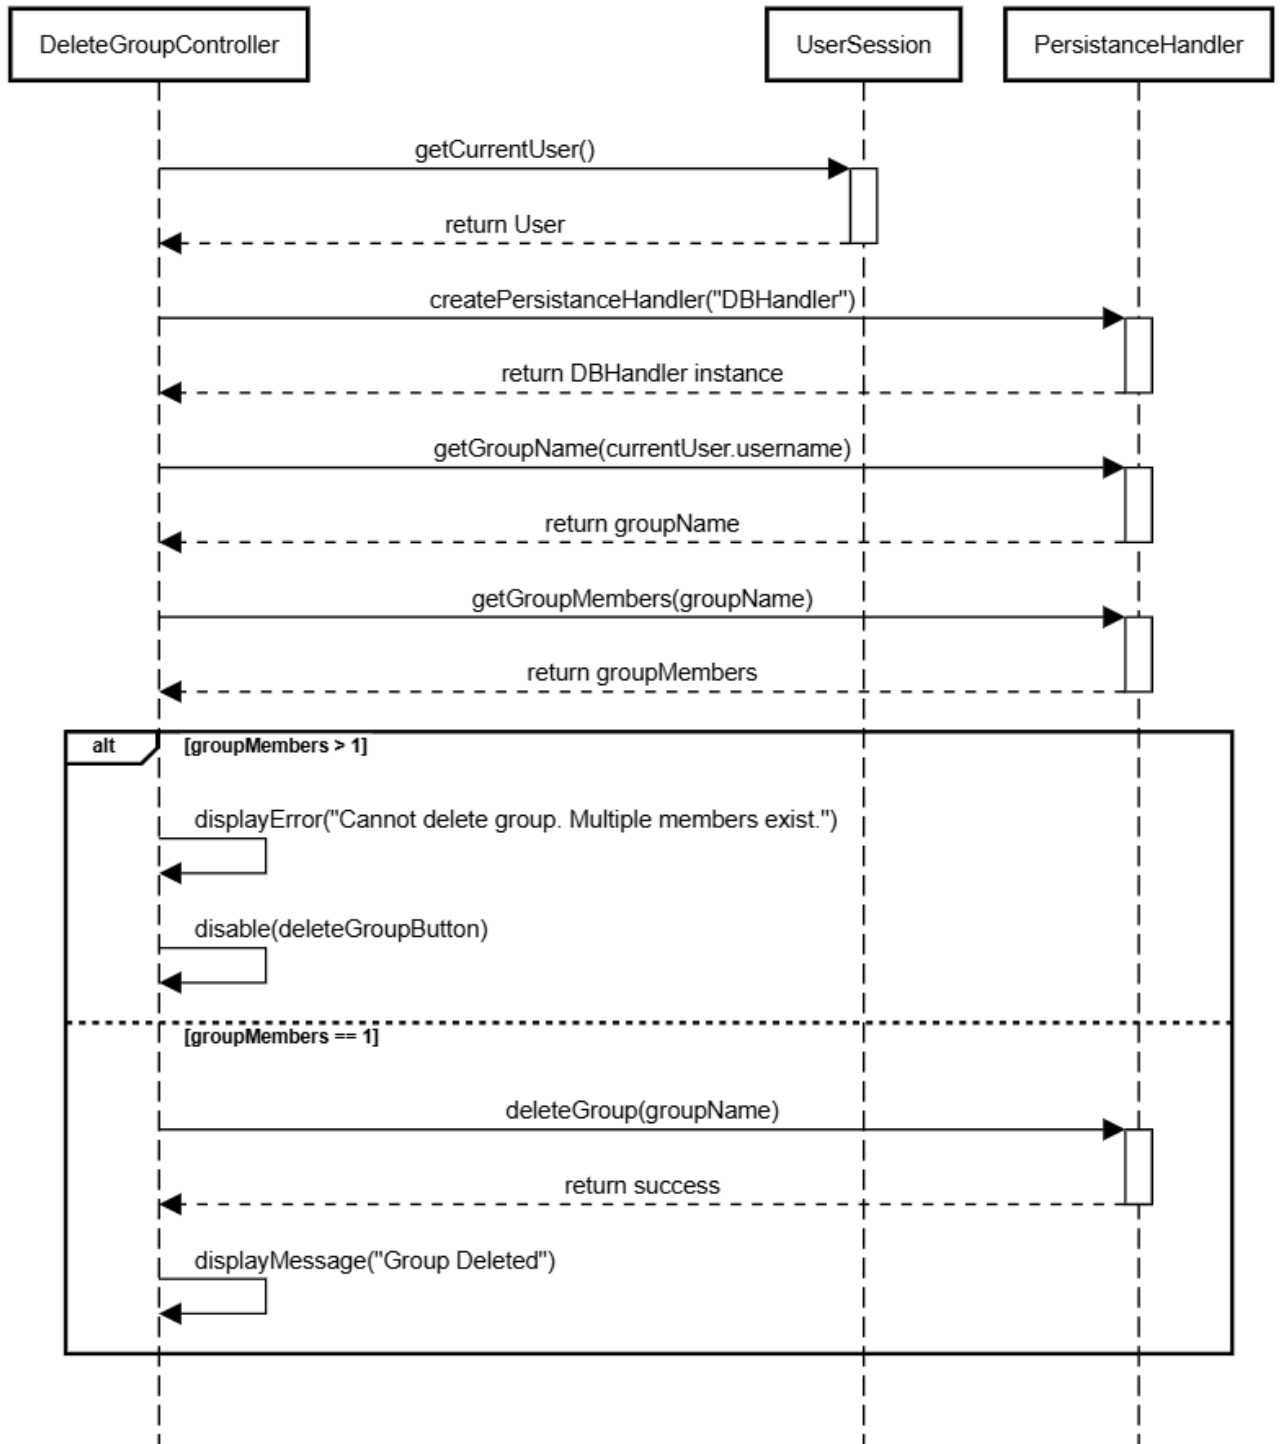 DeleteGroupController
UserSession
PersistanceHandler
getCurrentUser()
return User
createPersistanceHandler("DBHandler")
return DBHandler instance
getGroupName(currentUser.username)
return groupName
getGroupMembers(groupName)
return groupMembers
alt
[groupMembers > 1]
displayError("Cannot delete group. Multiple members exist.")
disable(deleteGroupButton)
[groupMembers == 1]
deleteGroup(groupName)
return success
displayMessage("Group Deleted")